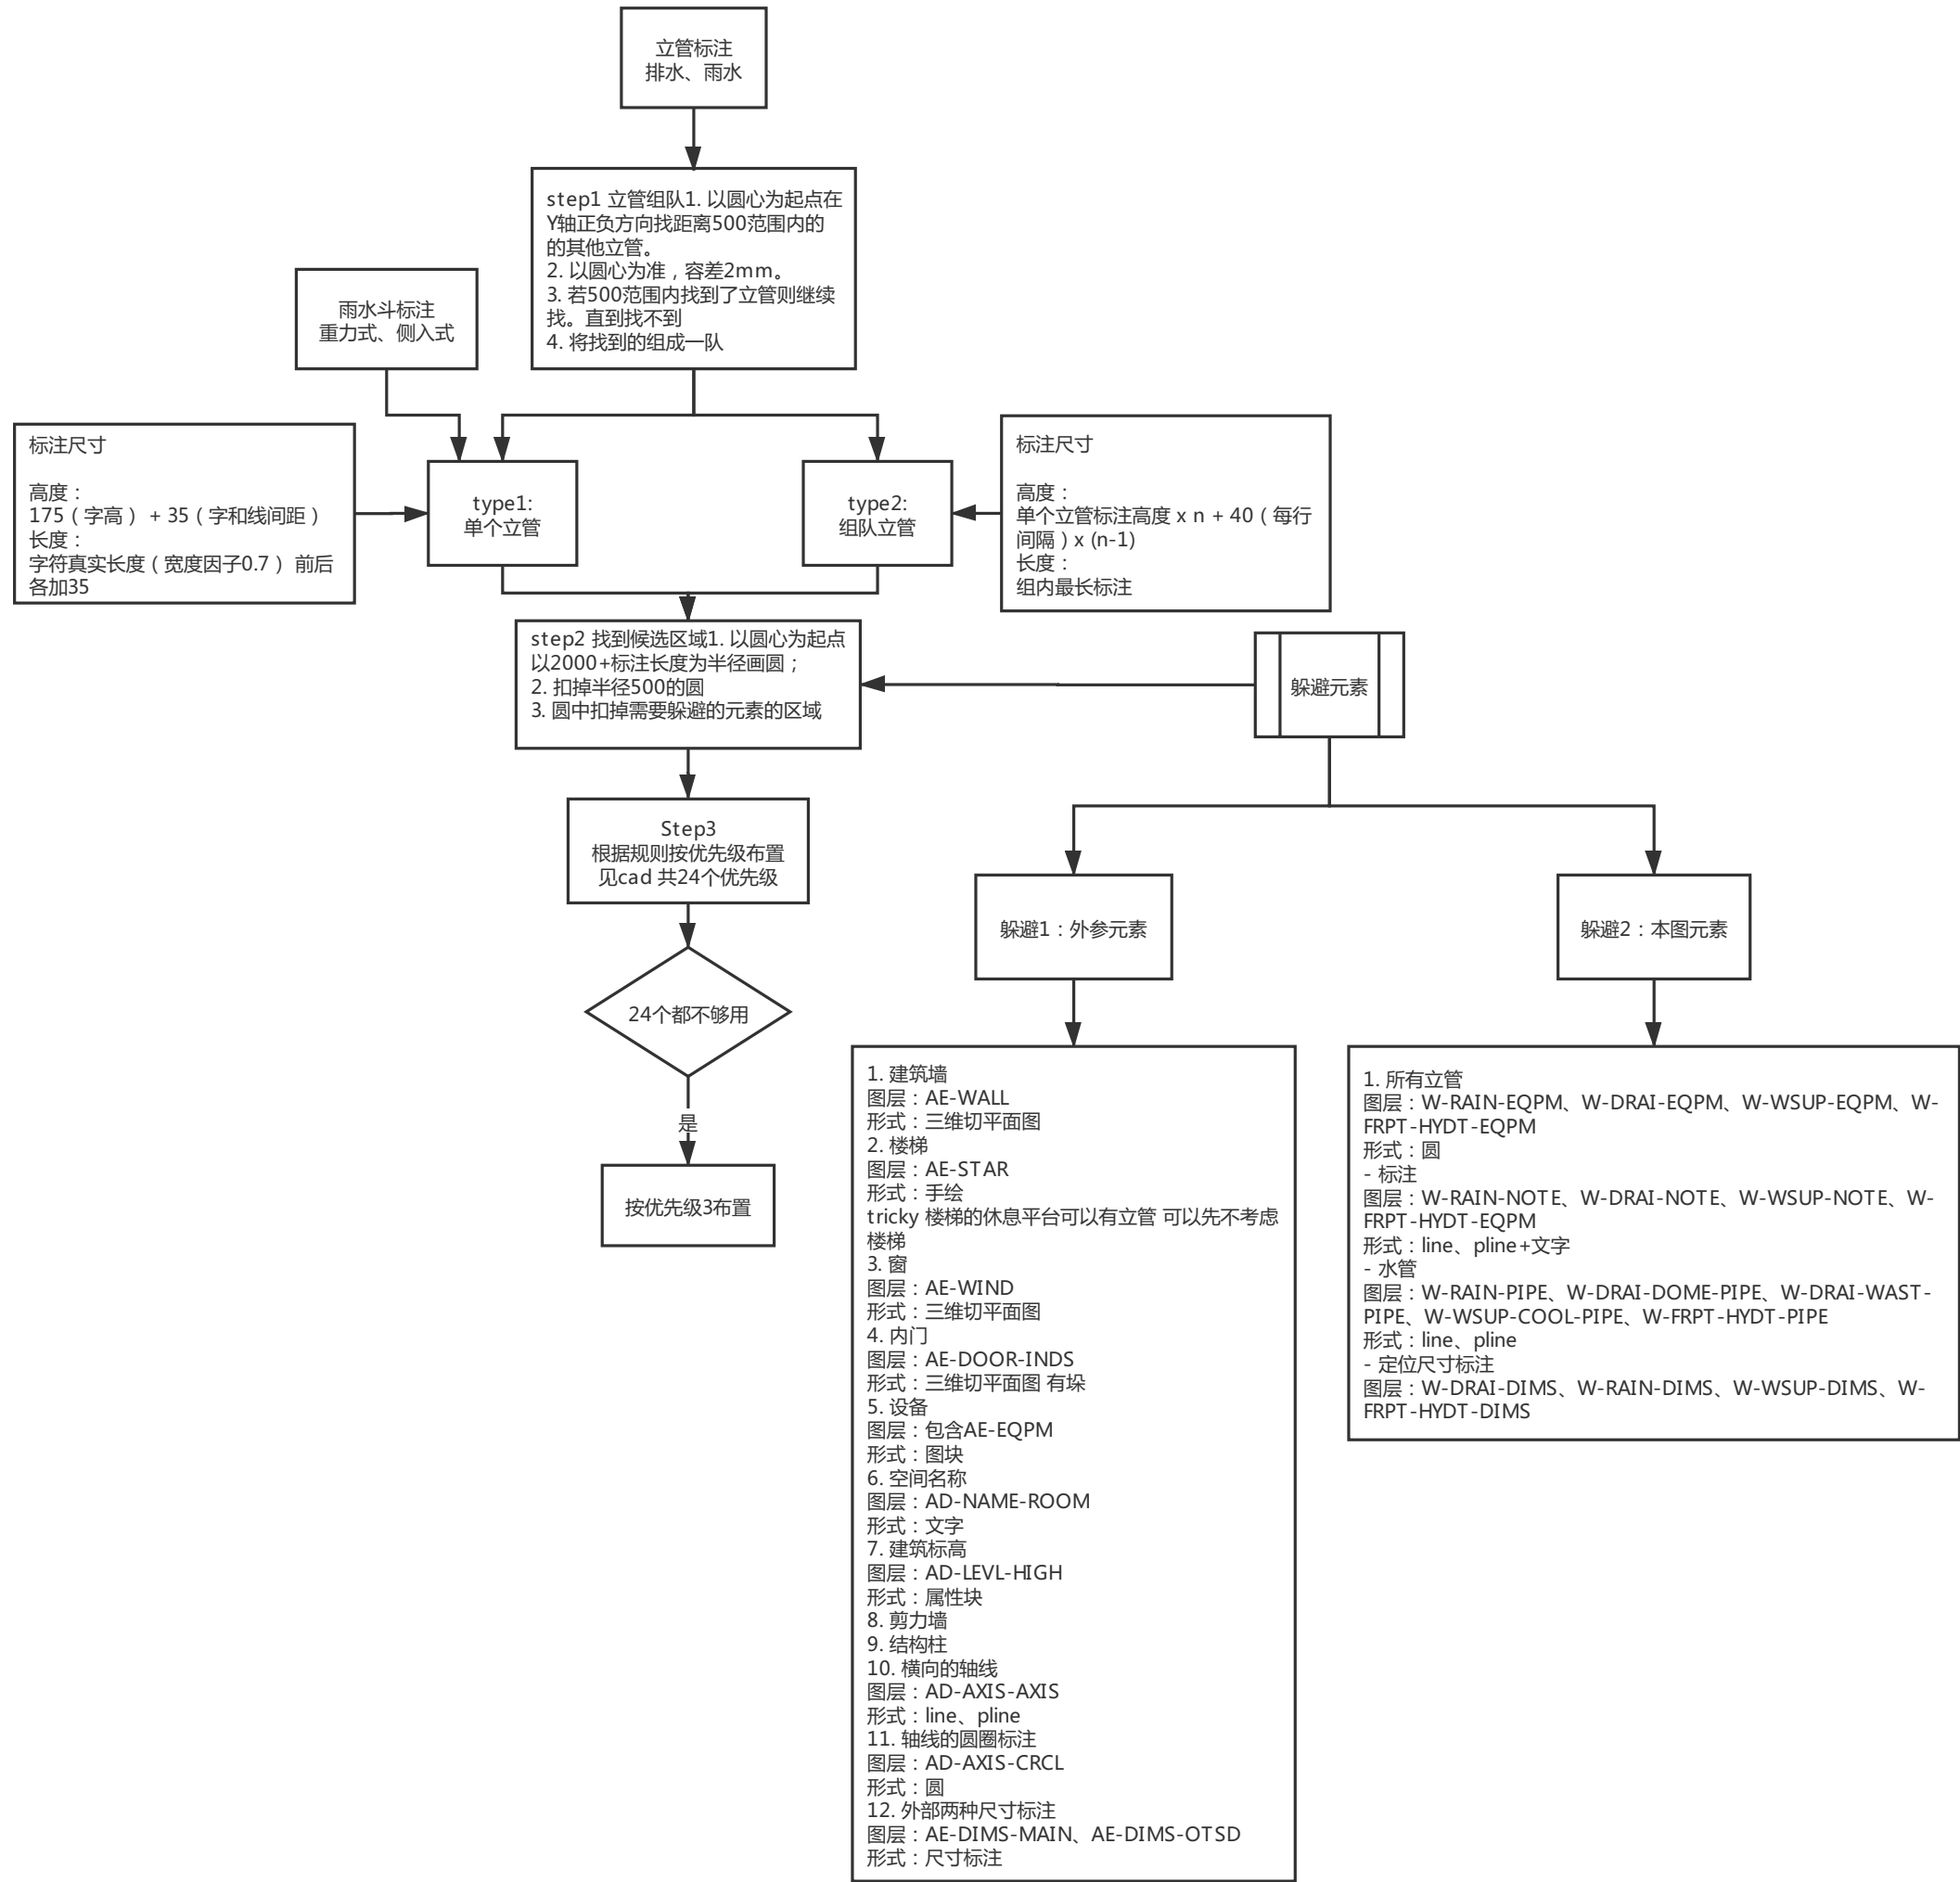 立管标注
排水、雨水
step1 立管组队1. 以圆心为起点在
Y轴正负方向找距离500范围内的
的其他立管。
2. 以圆心为准，容差2mm。
3. 若500范围内找到了立管则继续
找。直到找不到
4. 将找到的组成一队
雨水斗标注
重力式、侧入式
标注尺寸
高度：
175（字高） + 35（字和线间距）
长度：
字符真实长度（宽度因子0.7） 前后
各加35
type1:
单个立管
type2:
组队立管
标注尺寸
高度：
单个立管标注高度 x n + 40（每行
间隔）x (n-1)
长度：
组内最长标注
step2 找到候选区域1. 以圆心为起点
以2000+标注长度为半径画圆；
2. 扣掉半径500的圆
3. 圆中扣掉需要躲避的元素的区域
躲避元素
Step3
根据规则按优先级布置
见cad 共24个优先级
24个都不够用
是
按优先级3布置
躲避1：外参元素
躲避2：本图元素
1. 建筑墙
图层：AE-WALL
形式：三维切平面图
2. 楼梯
图层：AE-STAR
形式：手绘
tricky 楼梯的休息平台可以有立管 可以先不考虑
楼梯
3. 窗
图层：AE-WIND
形式：三维切平面图
4. 内门
图层：AE-DOOR-INDS
形式：三维切平面图 有垛
5. 设备
图层：包含AE-EQPM
形式：图块
6. 空间名称
图层：AD-NAME-ROOM
形式：文字
7. 建筑标高
图层：AD-LEVL-HIGH
形式：属性块
8. 剪力墙
9. 结构柱
10. 横向的轴线
图层：AD-AXIS-AXIS
形式：line、pline
11. 轴线的圆圈标注
图层：AD-AXIS-CRCL
形式：圆
12. 外部两种尺寸标注
图层：AE-DIMS-MAIN、AE-DIMS-OTSD
形式：尺寸标注
1. 所有立管
图层：W-RAIN-EQPM、W-DRAI-EQPM、W-WSUP-EQPM、W-
FRPT-HYDT-EQPM
形式：圆
- 标注
图层：W-RAIN-NOTE、W-DRAI-NOTE、W-WSUP-NOTE、W-
FRPT-HYDT-EQPM
形式：line、pline+文字
- 水管
图层：W-RAIN-PIPE、W-DRAI-DOME-PIPE、W-DRAI-WAST-
PIPE、W-WSUP-COOL-PIPE、W-FRPT-HYDT-PIPE
形式：line、pline
- 定位尺寸标注
图层：W-DRAI-DIMS、W-RAIN-DIMS、W-WSUP-DIMS、W-
FRPT-HYDT-DIMS